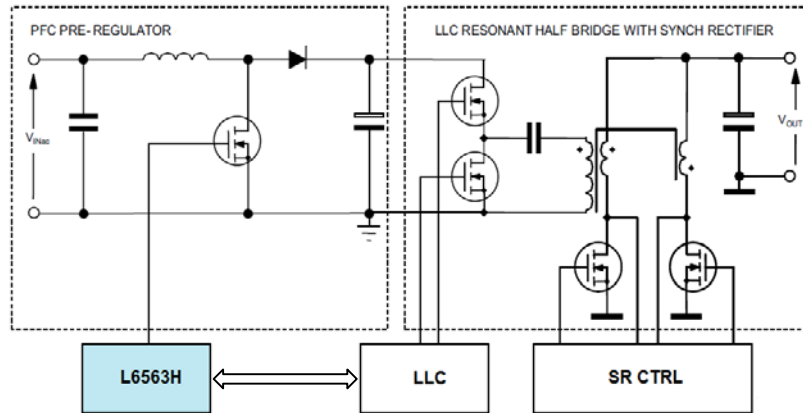 PFC PRE-REGULATOR
LLC RESONANT HALF BRIDGE WITH SYNCH RECTIFIER
VINac
VOUT
L6563H
LLC
SR CTRL